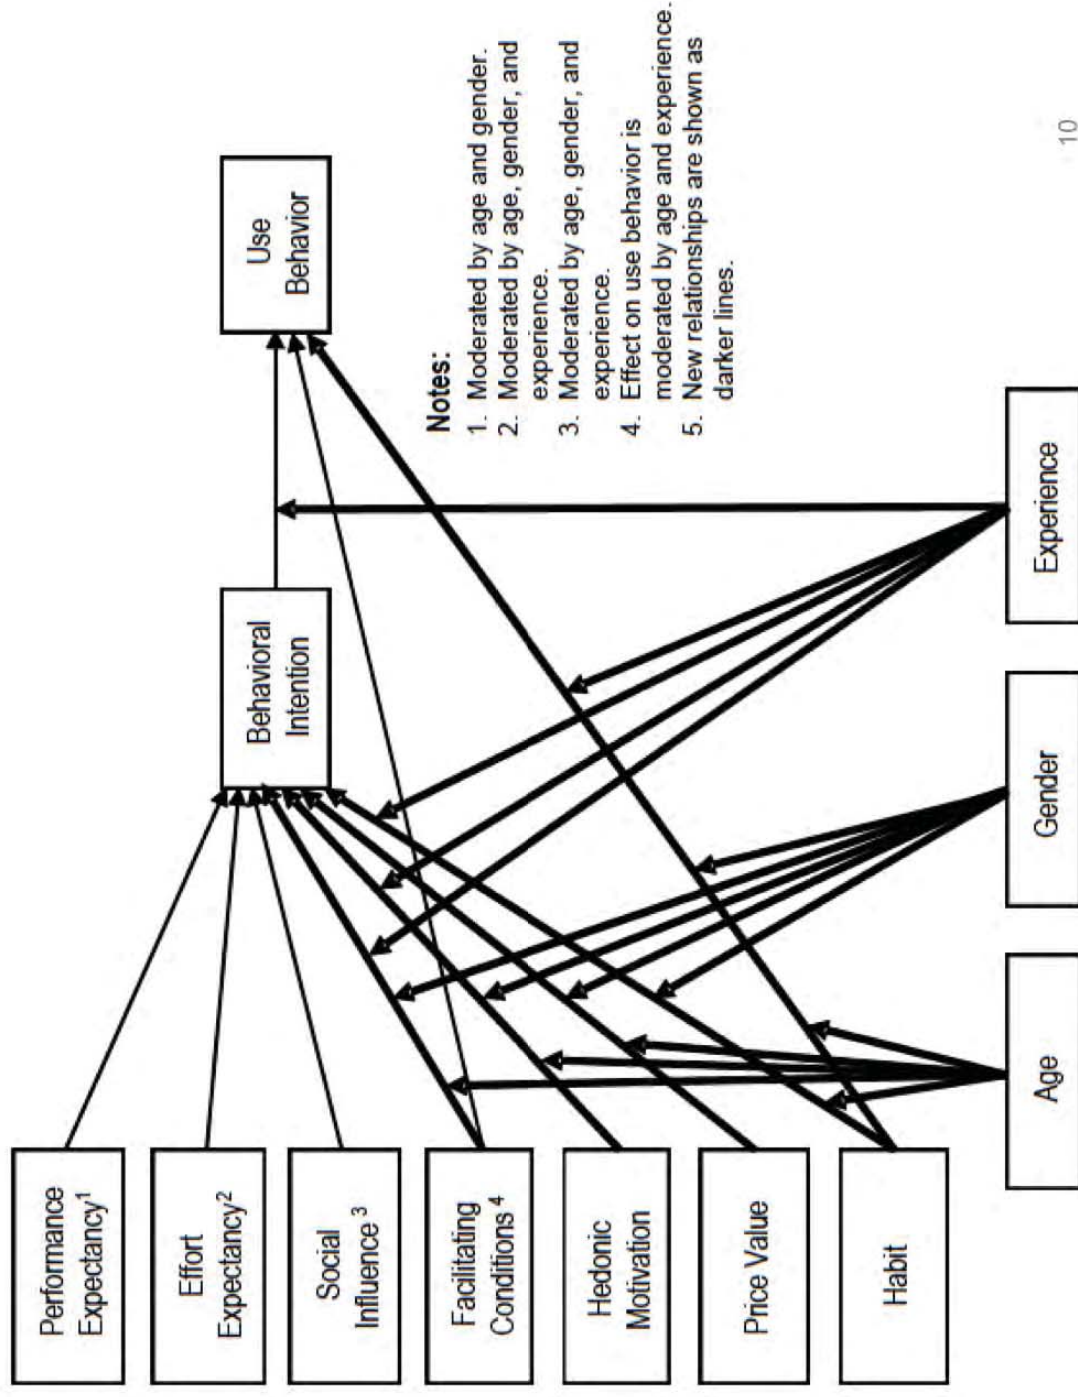 Performance
Expectancy1
Effort
Expectancy2
Social
Influence 3
Facilitating
Conditions 4
Hedonic
Motivation
Price Value
Habit
Behavioral
Intention
Use
Behavior
Notes:
1. Moderated by age and gender.
2. Moderated by age, gender, and
experience.
3. Moderated by age, gender, and
experience.
4. Effect on use behavior is
moderated by age and experience.
5. New relationships are shown as
darker lines.
Age
Gender
Experience
10